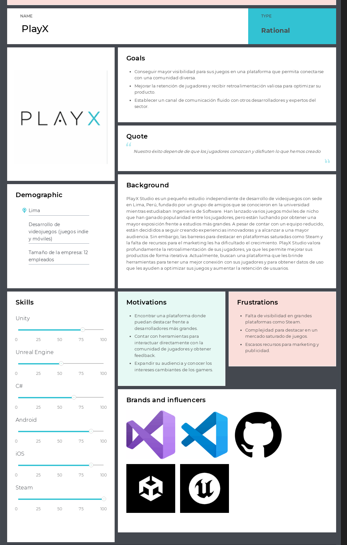 NAME
PlayX
TYPE
Rational
PLAYX
Goals
Conseguir mayor visibilidad para sus juegos en una plataforma que permita conectarse
con una comunidad diversa.
Mejorar la retención de jugadores y recibir retroalimentación valiosa para optimizar su
producto.
Establecer un canal de comunicación fluido con otros desarrolladores y expertos del
sector.
Quote
Nuestro éxito depende de que los jugadores conozcan y disfruten lo que hemos creado
Demographic
Lima
Desarrollo de
videojuegos (juegos indie
y móviles)
Tamaño de la empresa: 12
empleados
Background
PlayX Studio es un pequeño estudio independiente de desarrollo de videojuegos con sede
en Lima, Perú, fundado por un grupo de amigos que se conocieron en la universidad
mientras estudiaban Ingeniería de Software. Han lanzado varios juegos móviles de nicho
que han ganado popularidad entre los jugadores, pero están luchando por obtener una
mayor exposición frente a estudios más grandes. A pesar de contar con un equipo reducido,
están decididos a seguir creando experiencias innovadoras y a alcanzar a una mayor
audiencia. Sin embargo, las barreras para destacar en plataformas como Steam y
la falta de recursos para el marketing les ha dificultado el crecimiento. PlayX Studio valora
profundamente la retroalimentación de los jugadores, ya que les permite mejorar sus
productos de forma iterativa. Actualmente, buscan una plataforma que les brinde
herramientas para tener una mejor conexión con sus jugadores y para obtener datos de uso
que les ayuden a optimizar sus juegos y aumentar la retención de usuarios
Skills
Unity
0 25 50 75 100
Unreal Engine
0 25 50 75 100
C#
0 25 50 75 100
Android
0 25 50 75 100
iOS
0 25 50 75 100
Steam
0 25 50 75 100
Motivations
Encontrar una plataforma donde
puedan destacar frente a
desarrolladores más grandes.
Contar con herramientas para
interactuar directamente con la
comunidad de jugadores y obtener
feedback.
Expandir su audiencia y conocer los
intereses cambiantes de los gamers.
Frustrations
Falta de visibilidad en grandes
plataformas como Steam.
Complejidad para destacar en un
mercado saturado de juegos.
Escasos recursos para marketing y
publicidad.
Brands and influencers